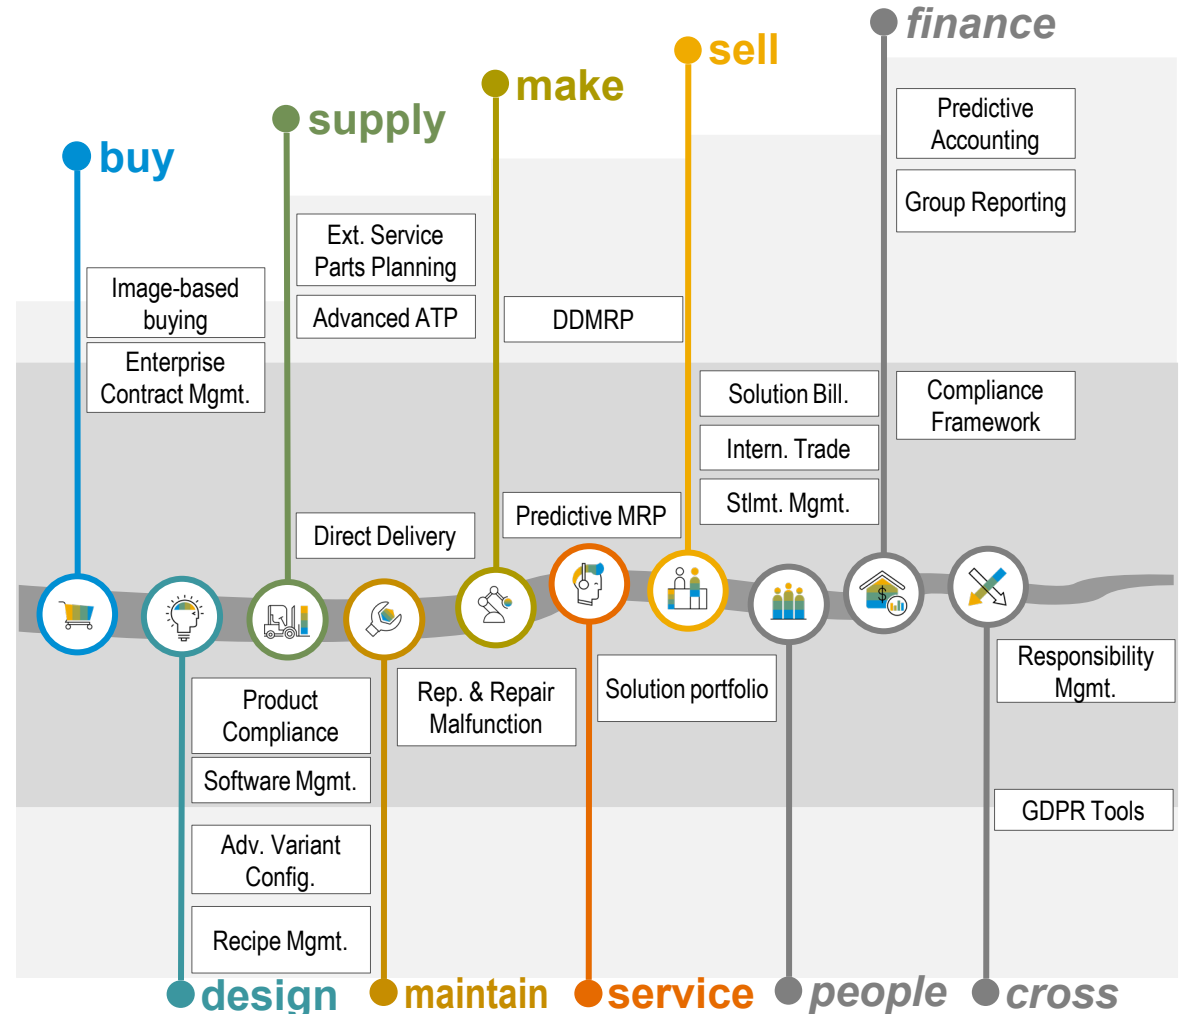 finance
sell
make
supply
buy
Predictive
Accounting
Group Reporting
Ext. Service
Parts Planning
Advanced ATP
Image-based
buying
Enterprise
Contract Mgmt.
DDMRP
Solution Bill.
Intern. Trade
Stlmt. Mgmt.
Compliance
Framework
Direct Delivery
Predictive MRP
$
Product
Compliance
Software Mgmt.
Adv. Variant
Config.
Recipe Mgmt.
Rep. & Repair
Malfunction
Solution portfolio
Responsibility
Mgmt.
GDPR Tools
design
maintain
service
people
cross